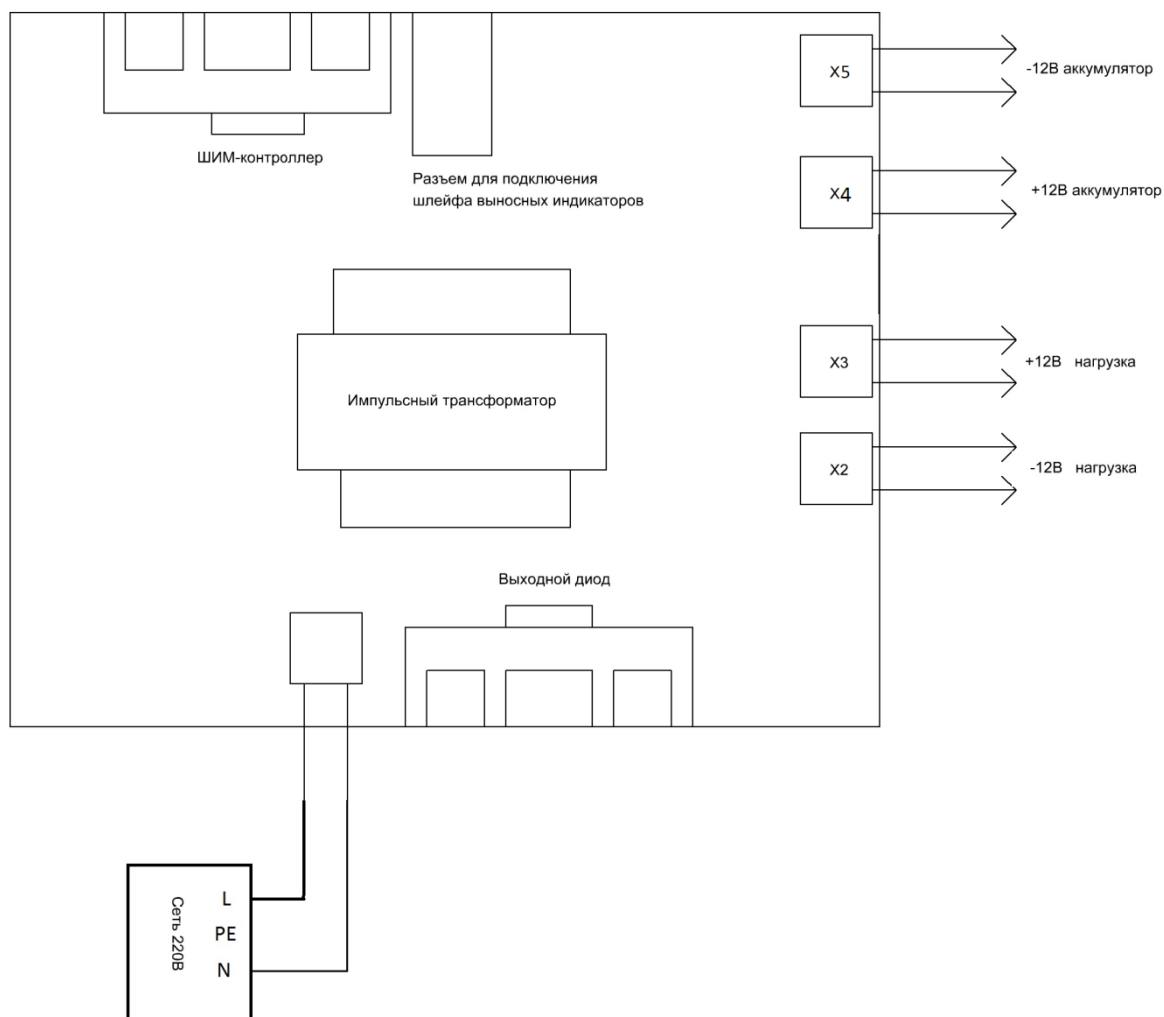 X5
-12В аккумулятор
ШИМ-контроллер
Разъем для подключения
шлейфа выносных индикаторов
X4
+12В аккумулятор
X3
+12В нагрузка
Импульсный трансформатор
X2
-12В нагрузка
Выходной диод
Сеть 220В
L
PE
N